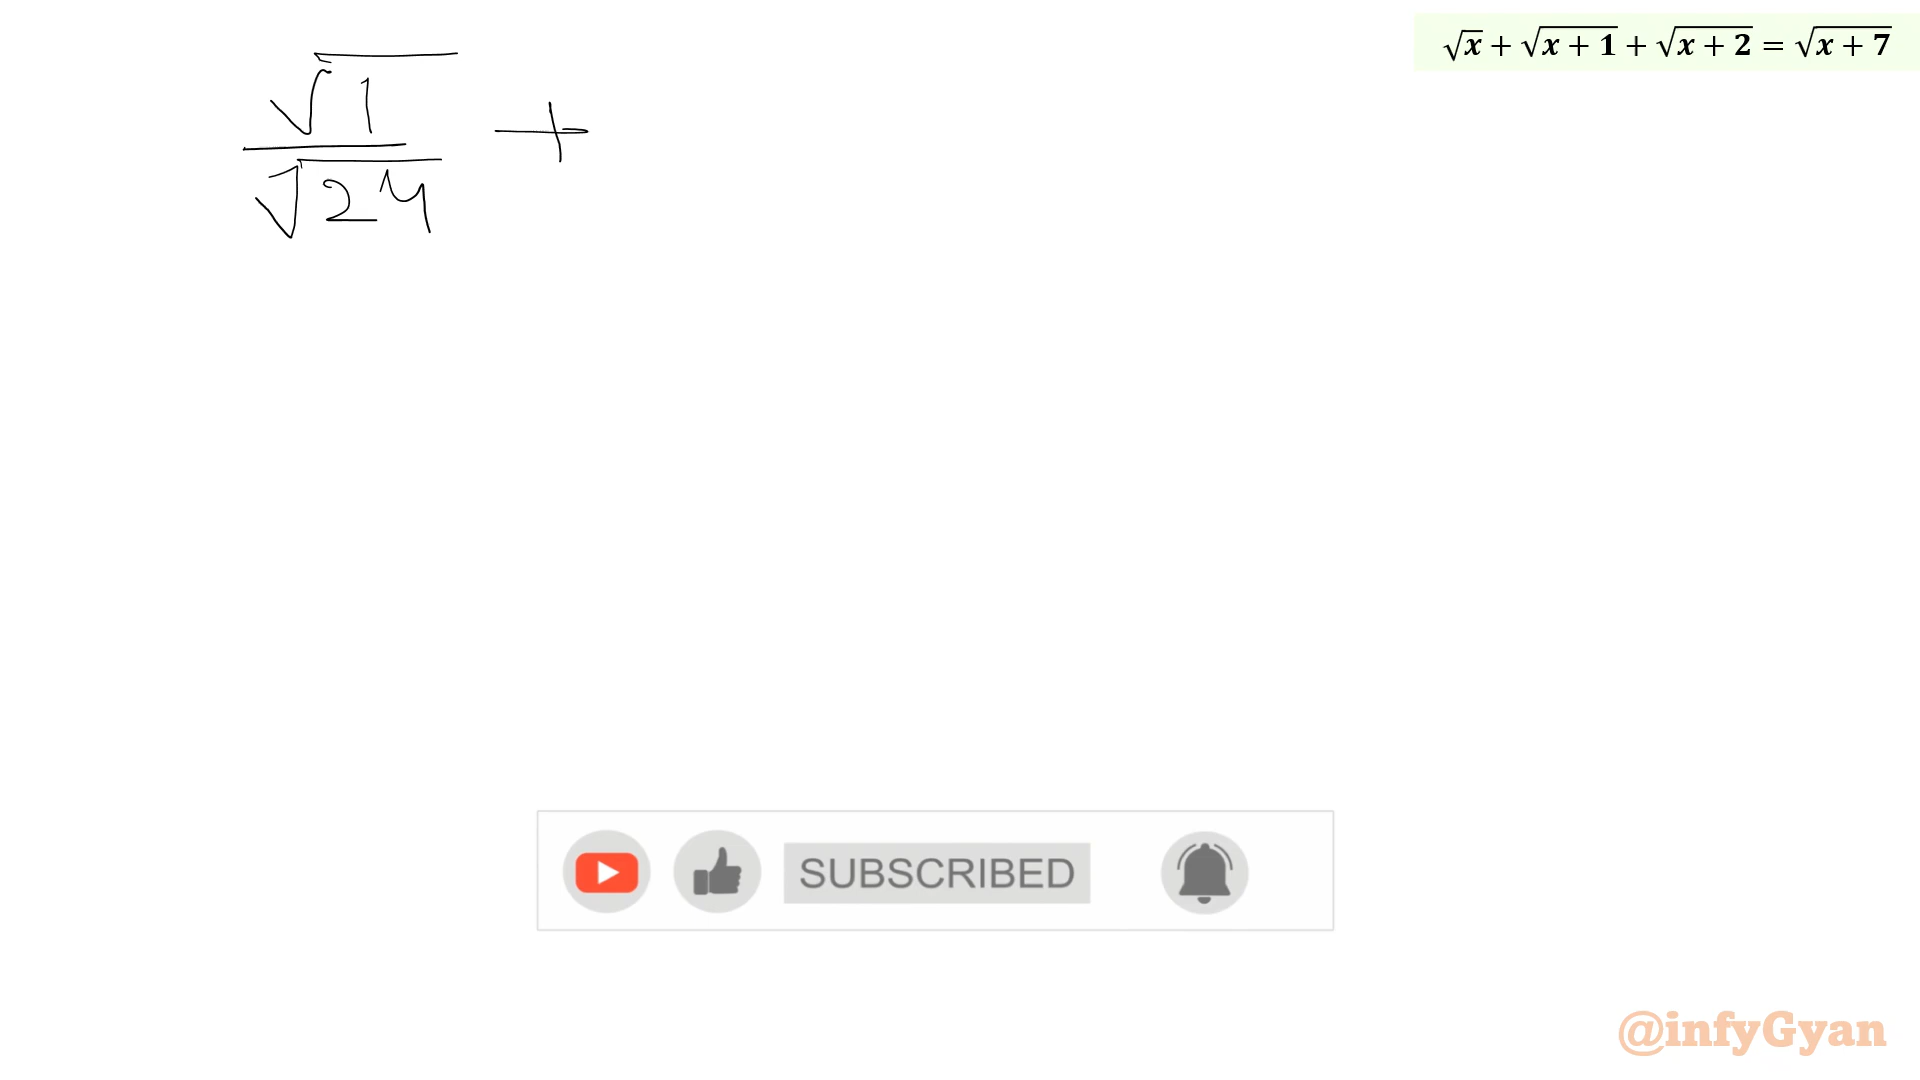 √x + √(x + 1) + √(x + 2) = √(x + 7)
√1/√24 +
SUBSCRIBED
@infyGyan